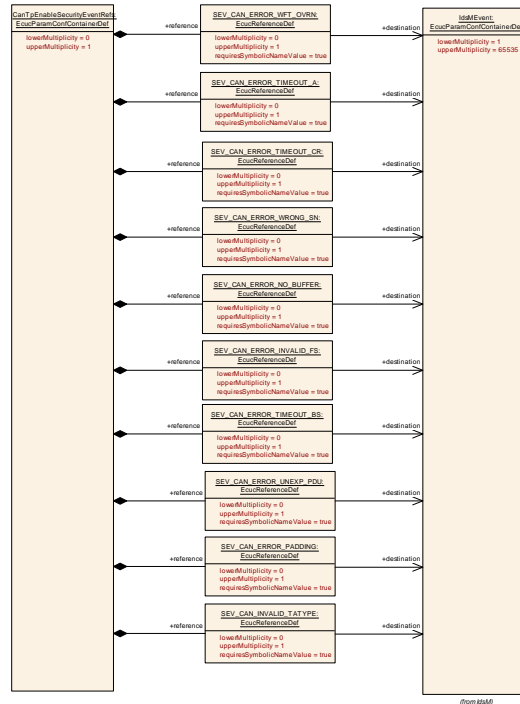 CanTpEnableSecurityEventRefs:
EcucParamConfContainerDef
lowerMultiplicity = 0
upperMultiplicity = 1
+reference
SEV_CAN_ERROR_WFT_OVRN:
EcucReferenceDef
lowerMultiplicity = 0
upperMultiplicity = 1
requiresSymbolicNameValue = true
+destination
IdsMEvent:
EcucParamConfContainerDef
lowerMultiplicity = 1
upperMultiplicity = 65535
+reference
SEV_CAN_ERROR_TIMEOUT_A:
EcucReferenceDef
lowerMultiplicity = 0
upperMultiplicity = 1
requiresSymbolicNameValue = true
+destination
+reference
SEV_CAN_ERROR_TIMEOUT_CR:
EcucReferenceDef
lowerMultiplicity = 0
upperMultiplicity = 1
requiresSymbolicNameValue = true
+destination
+reference
SEV_CAN_ERROR_WRONG_SN:
EcucReferenceDef
lowerMultiplicity = 0
upperMultiplicity = 1
requiresSymbolicNameValue = true
+destination
+reference
SEV_CAN_ERROR_NO_BUFFER:
EcucReferenceDef
lowerMultiplicity = 0
upperMultiplicity = 1
requiresSymbolicNameValue = true
+destination
+reference
SEV_CAN_ERROR_INVALID_FS:
EcucReferenceDef
lowerMultiplicity = 0
upperMultiplicity = 1
requiresSymbolicNameValue = true
+destination
+reference
SEV_CAN_ERROR_TIMEOUT_BS:
EcucReferenceDef
lowerMultiplicity = 0
upperMultiplicity = 1
requiresSymbolicNameValue = true
+destination
+reference
SEV_CAN_ERROR_UNEXP_PDU:
EcucReferenceDef
lowerMultiplicity = 0
upperMultiplicity = 1
requiresSymbolicNameValue = true
+destination
+reference
SEV_CAN_ERROR_PADDING:
EcucReferenceDef
lowerMultiplicity = 0
upperMultiplicity = 1
requiresSymbolicNameValue = true
+destination
+reference
SEV_CAN_INVALID_TATYPE:
EcucReferenceDef
lowerMultiplicity = 0
upperMultiplicity = 1
requiresSymbolicNameValue = true
+destination
(from IdsM)